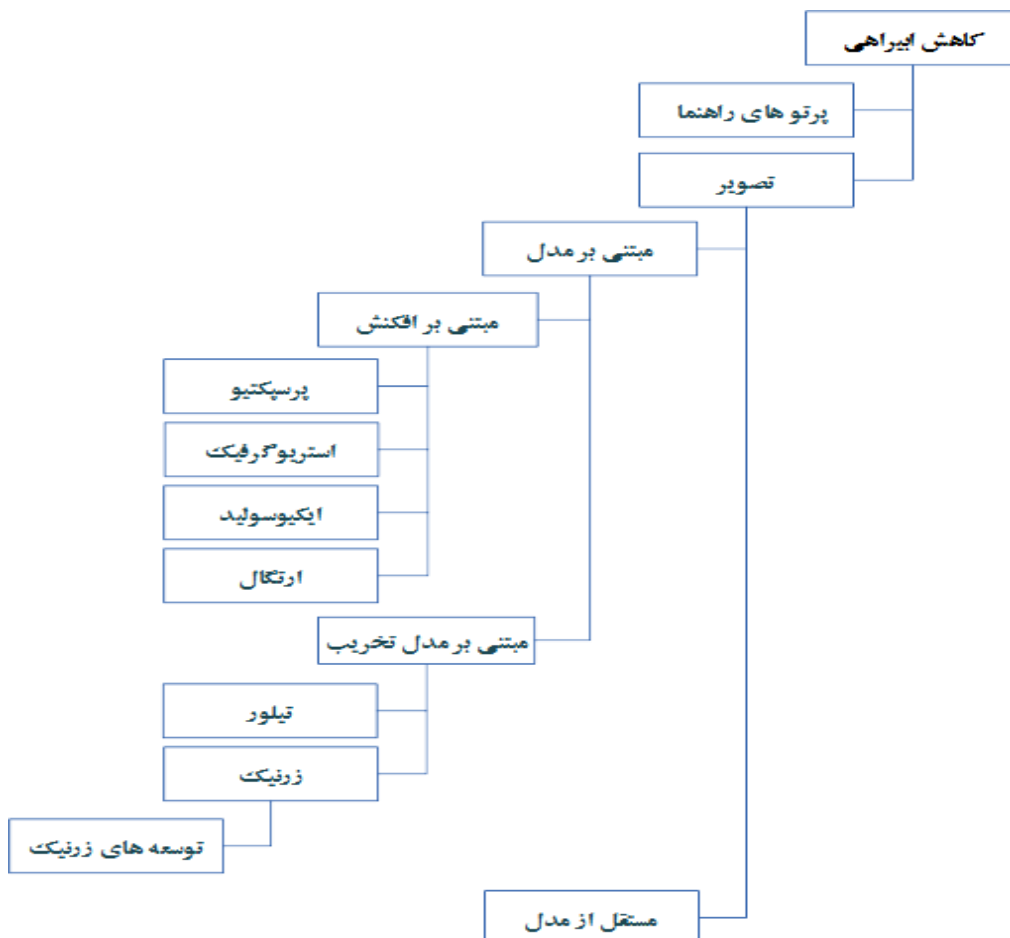 کاهش ابیراهی
پرتو های راهنما
تصویر
مبتنی بر مدل
مبتنی بر افکنش
پرسپکتیو
استریوگرفیک
ایکیوسولید
ارتگال
مبتنی بر مدل تخریب
تیلور
زرنیک
توسعه های زرنیک
مستقل از مدل